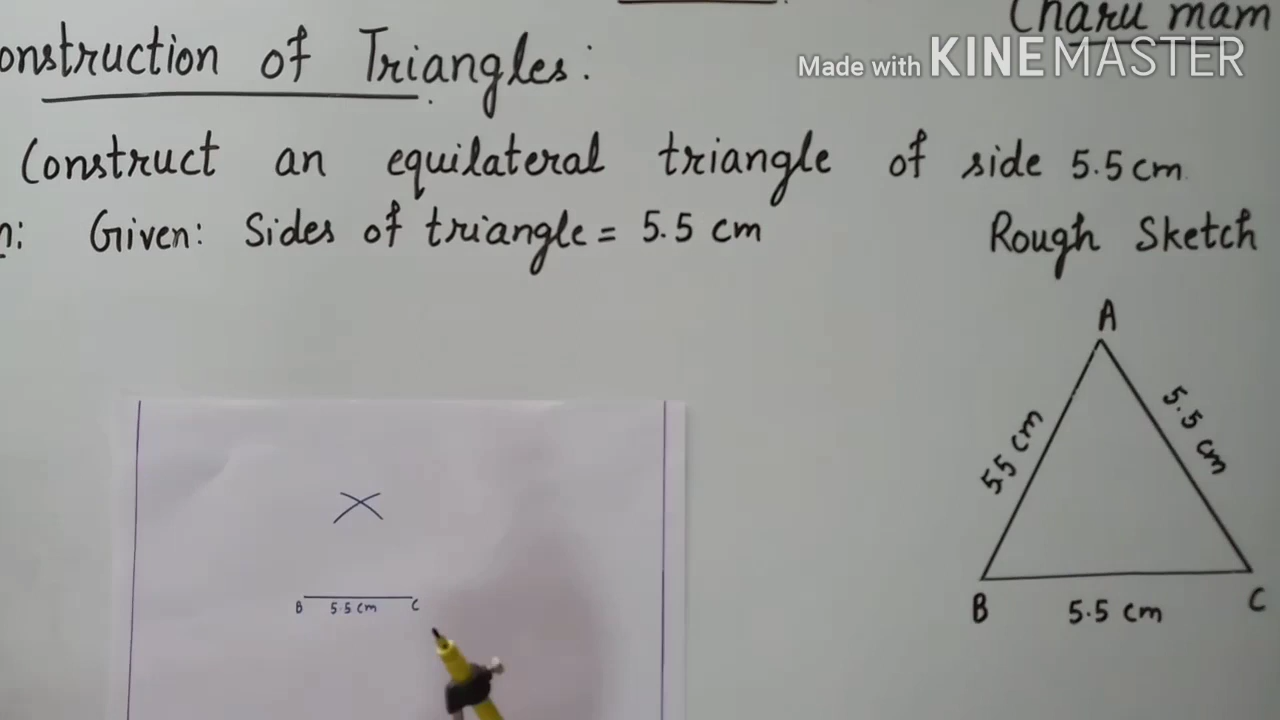 Charu mam
Made with KINEMASTER
onstruction of Triangles:
Construct an equilateral triangle of side 5.5 cm
n: Given: Sides of triangle = 5.5 cm
Rough Sketch
A
5.5 cm
5.5 cm
B
5.5 cm
C
B
5.5 cm
C